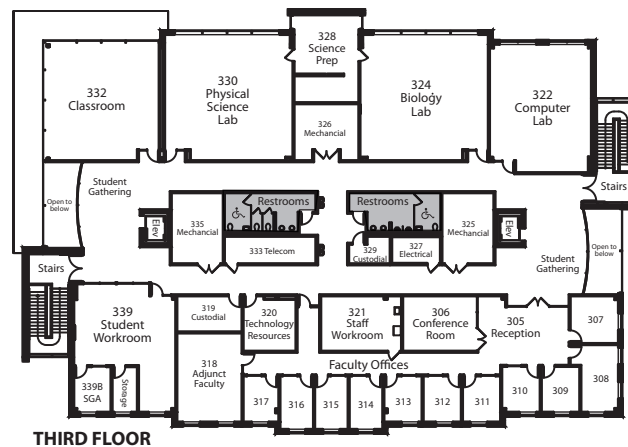 328
Science
Prep
332
Classroom
330
Physical
Science
Lab
324
Biology
Lab
322
Computer
Lab
326
Mechancial
Stairs
Student
Gathering
Open to
below
Elev
335
Mechancial
Restrooms
333 Telecom
Restrooms
329
Custodial
327
Electrical
325
Mechancial
Elev
Open to
below
Student
Gathering
Stairs
339
Student
Workroom
319
Custodial
320
Technology
Resources
321
Staff
Workroom
306
Conference
Room
305
Reception
307
318
Adjunct
Faculty
Faculty Offices
339B
SGA
Storage
317
316
315
314
313
312
311
310
309
308
THIRD FLOOR